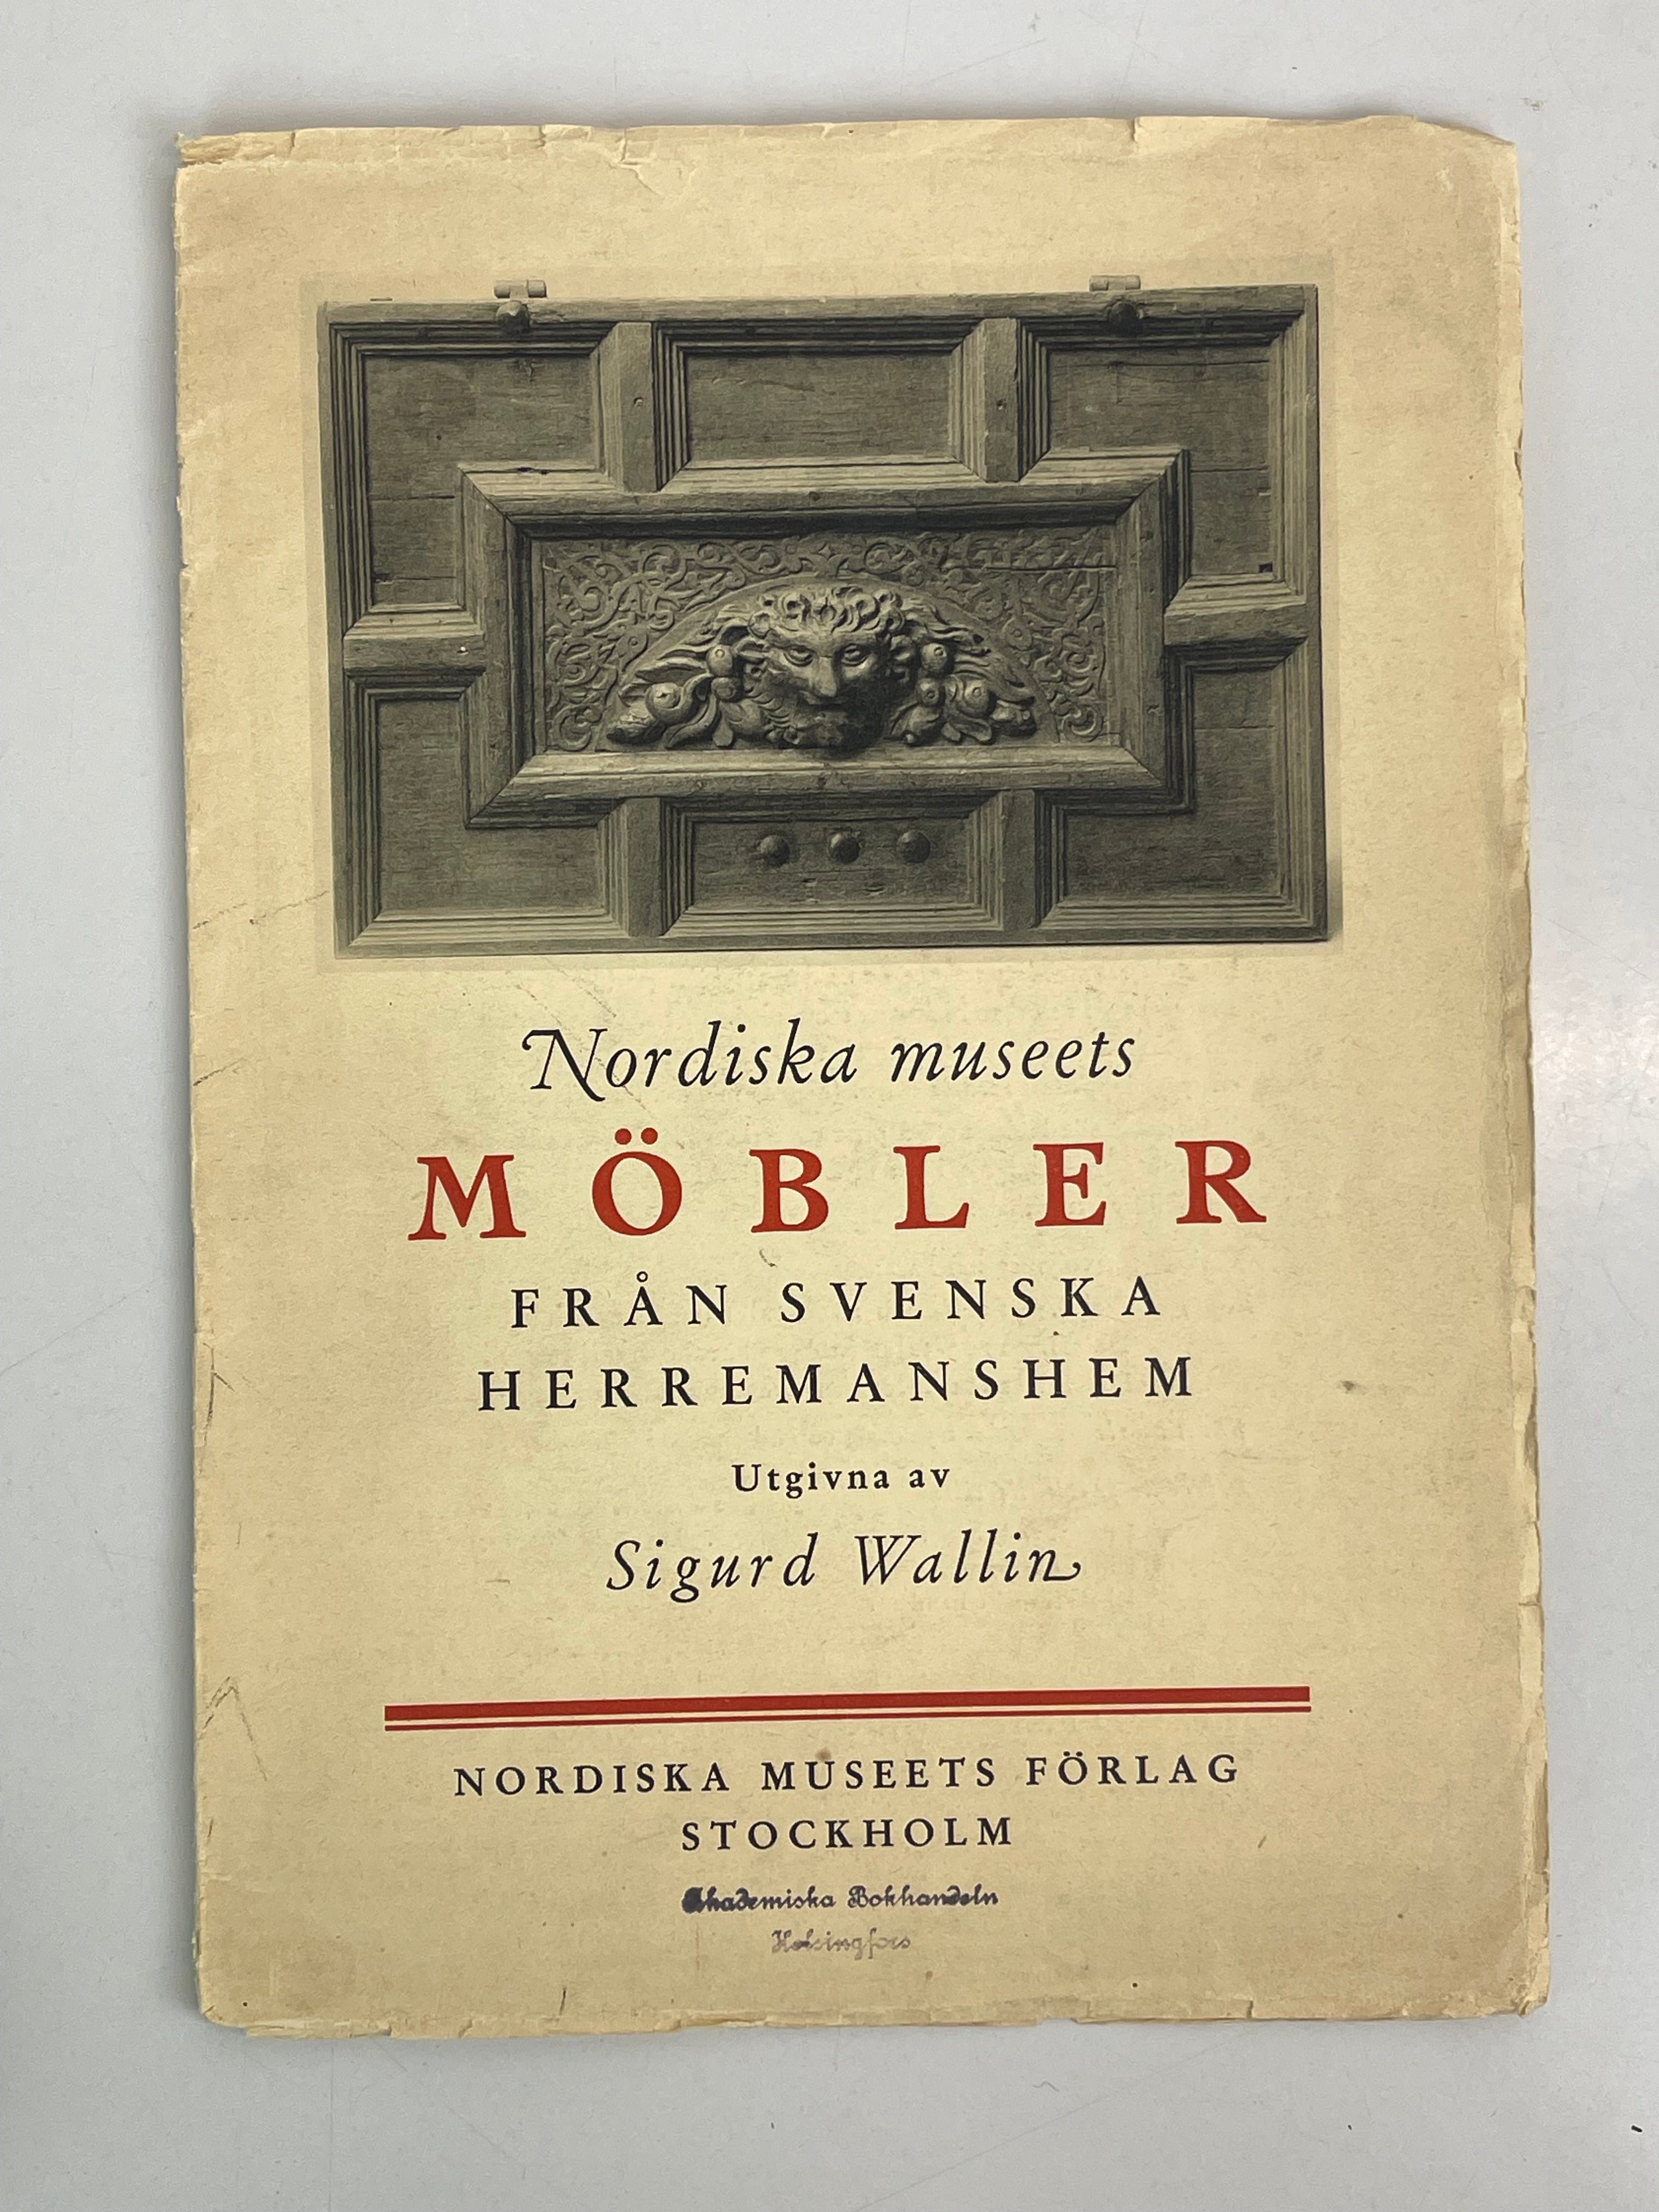 Nordiska museets
MÖBLER
FRÅN SVENSKA
HERREMANSHEM
Utgivna av
Sigurd Wallin
NORDISKA MUSEETS FÖRLAG
STOCKHOLM
Akademiska Bokhandeln
Helsingfors